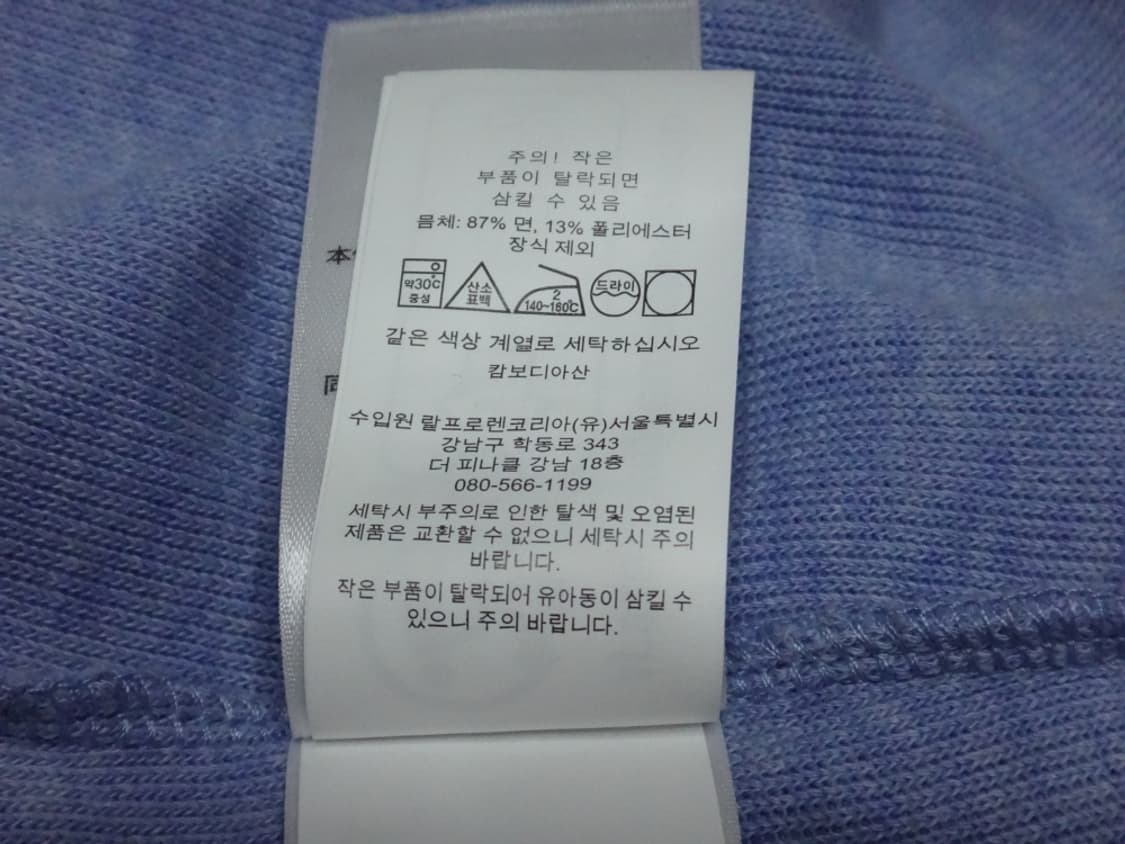 주의! 작은
부품이 탈락되면
삼킬 수 있음
믐체: 87% 면, 13% 폴리에스터
장식 제외
약30℃
중성
산소
표백
2
140~160℃
드라이
같은 색상 계열로 세탁하십시오
캄보디아산
수입원 랄프로렌코리아(유)서울특별시
강남구 학동로 343
더 피나클 강남 18층
080-566-1199
세탁시 부주의로 인한 탈색 및 오염된
제품은 교환할 수 없으니 세탁시 주의
바랍니다.
작은 부품이 탈락되어 유아동이 삼킬 수
있으니 주의 바랍니다.
本